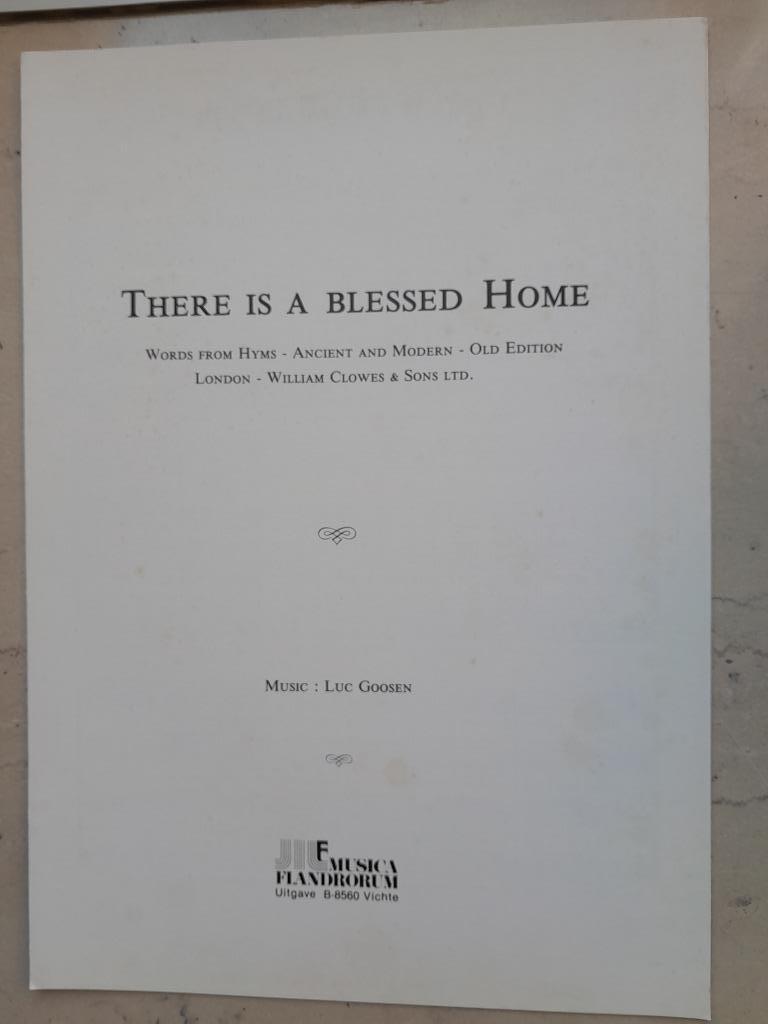 There is a blessed Home
Words from Hyms - Ancient and Modern - Old Edition
London - William Clowes & Sons ltd.
Music : Luc Goosen
MUSICA
FLANDRORUM
Uitgave B-8560 Vichte